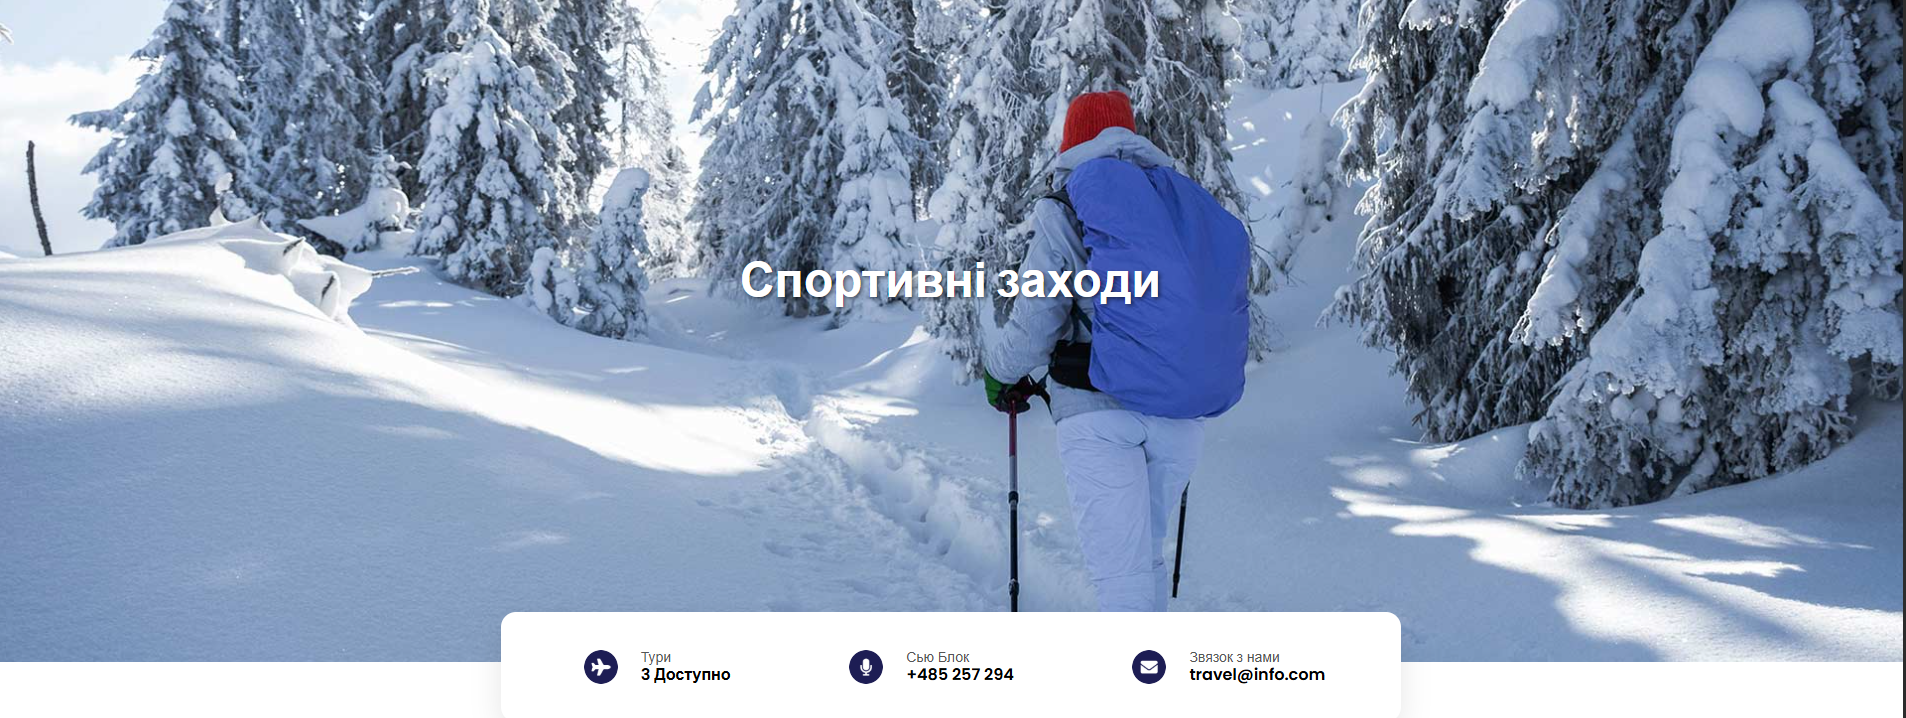 Спортивні заходи
Тури
3 Доступно
Сью Блок
+485 257 294
Звязок з нами
travel@info.com